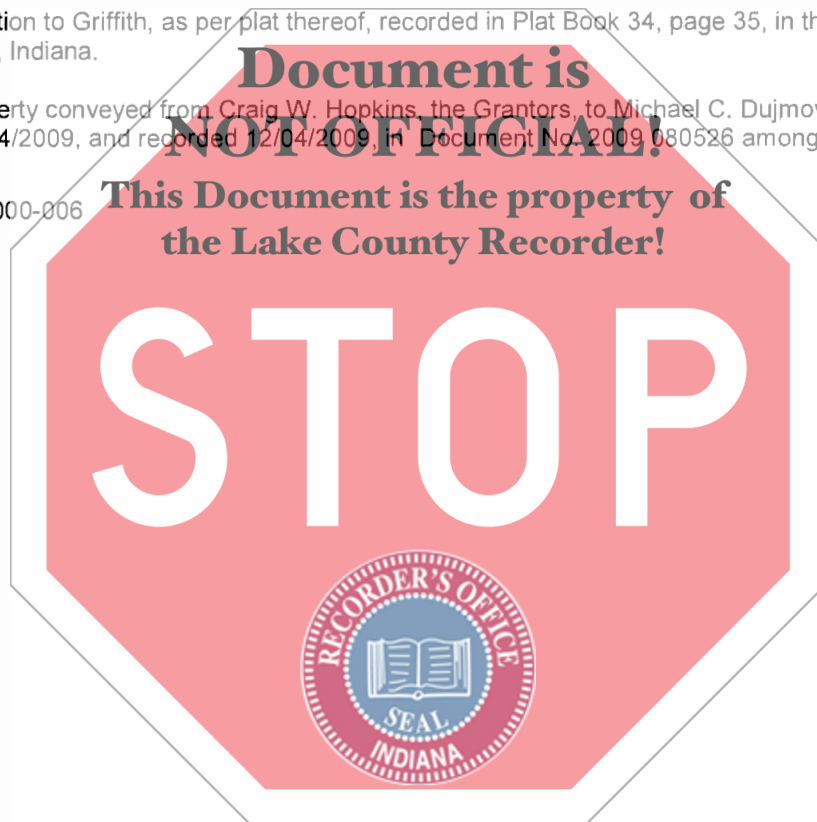 tion to Griffith, as per plat thereof, recorded in Plat Book 34, page 35, in th
, Indiana.
Document is
erty conveyed from Craig W. Hopkins, the Grantors, to Michael C. Dujmov
4/2009, and recorded 12/04/2009, in Document No. 2009 080526 among
NOT OFFICIAL!
This Document is the property of
000-006
the Lake County Recorder!
STOP
RECORDER'S OFFICE
SEAL
INDIANA